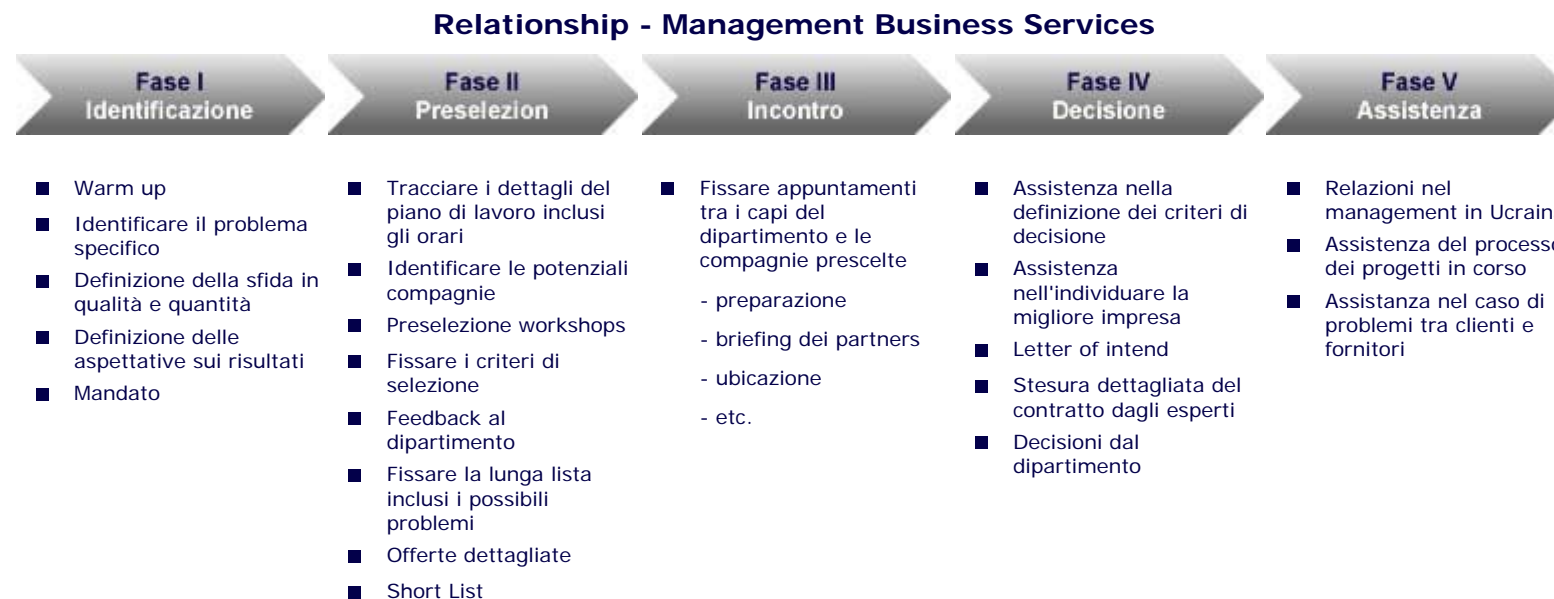 Relationship - Management Business Services
Fase I
Identificazione
Fase II
Preselezion
Fase III
Incontro
Fase IV
Decisione
Fase V
Assistenza
Warm up
Identificare il problema
specifico
Definizione della sfida in
qualità e quantità
Definizione delle
aspettative sui risultati
Mandato
Tracciare i dettagli del
piano di lavoro inclusi
gli orari
Identificare le potenziali
compagnie
Preselezione workshops
Fissare i criteri di
selezione
Feedback al
dipartimento
Fissare la lunga lista
inclusi i possibili
problemi
Offerte dettagliate
Short List
Fissare appuntamenti
tra i capi del
dipartimento e le
compagnie prescelte
- preparazione
- briefing dei partners
- ubicazione
- etc.
Assistenza nella
definizione dei criteri di
decisione
Assistenza
nell'individuare la
migliore impresa
Letter of intend
Stesura dettagliata del
contratto dagli esperti
Decisioni dal
dipartimento
Relazioni nel
management in Ucrain
Assistenza del processo
dei progetti in corso
Assistanza nel caso di
problemi tra clienti e
fornitori